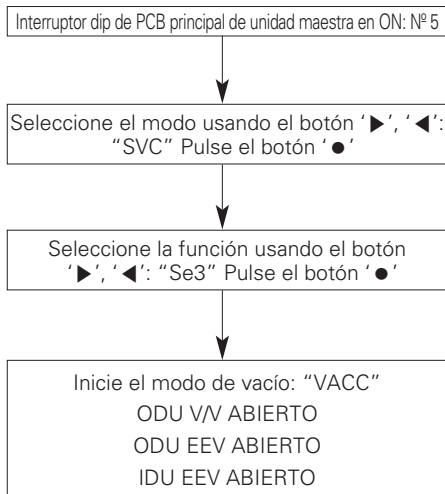 Interruptor dip de PCB principal de unidad maestra en ON: Nº 5
Seleccione el modo usando el botón ‘▶’, ‘◀’:
“SVC” Pulse el botón ‘●’
Seleccione la función usando el botón
‘▶’, ‘◀’: “Se3” Pulse el botón ‘●’
Inicie el modo de vacío: “VACC”
ODU V/V ABIERTO
ODU EEV ABIERTO
IDU EEV ABIERTO